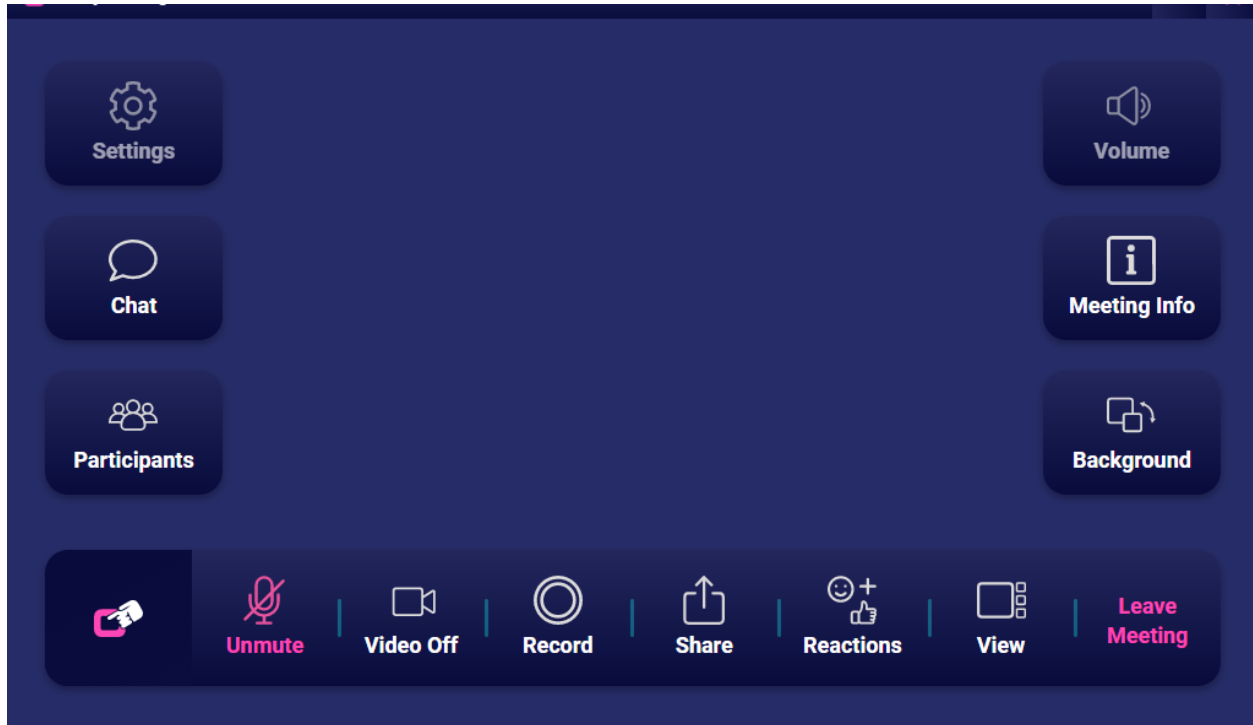 Settings
Volume
Chat
Meeting Info
Participants
Background
Unmute
Video Off
Record
Share
Reactions
View
Leave
Meeting